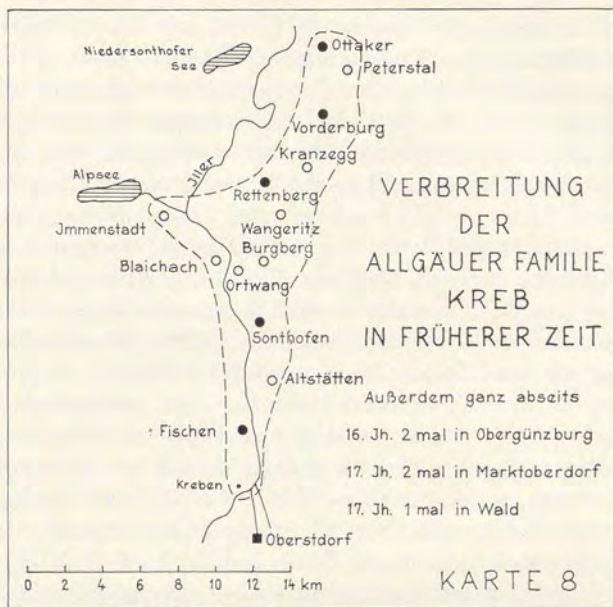 Niedersonthofer
See
Ottaker
Peterstal
Vorderburg
Kranzegg
Jller
Alpsee
Rettenberg
Jmmenstadt
Wangeritz
Burgberg
Blaichach
Ortwang
Sonthofen
Altstätten
Fischen
Kreben
Oberstdorf
0 2 4 6 8 10 12 14 km
VERBREITUNG
DER
ALLGÄUER FAMILIE
KREB
IN FRÜHERER ZEIT
Außerdem ganz abseits
16. Jh. 2 mal in Obergünzburg
17. Jh. 2 mal in Marktoberdorf
17. Jh. 1 mal in Wald
KARTE 8